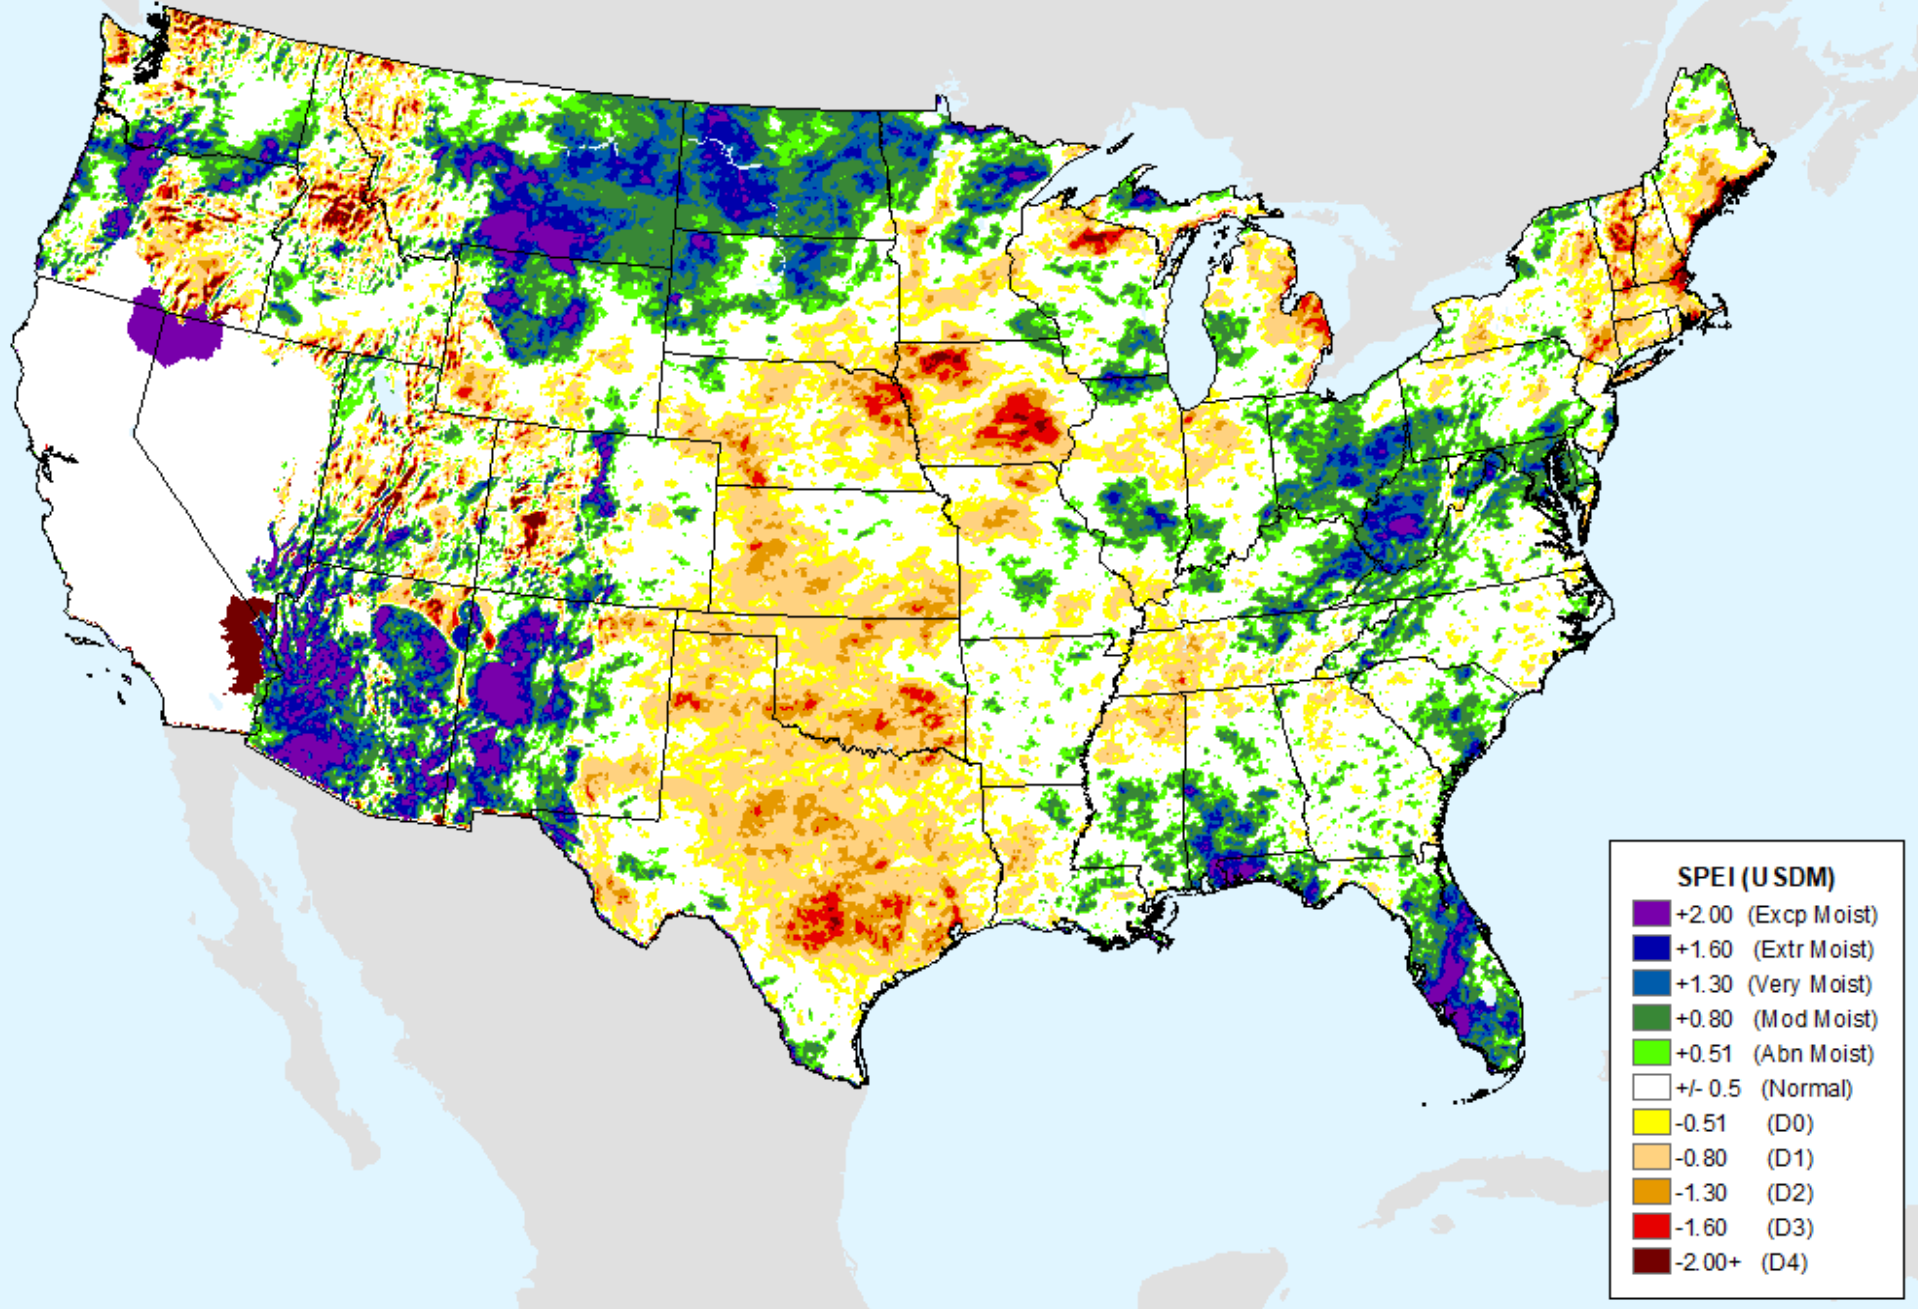 SPEI (USDM)
+2.00 (Excp Moist)
+1.60 (Extr Moist)
+1.30 (Very Moist)
+0.80 (Mod Moist)
+0.51 (Abn Moist)
+/- 0.5 (Normal)
-0.51 (D0)
-0.80 (D1)
-1.30 (D2)
-1.60 (D3)
-2.00+ (D4)